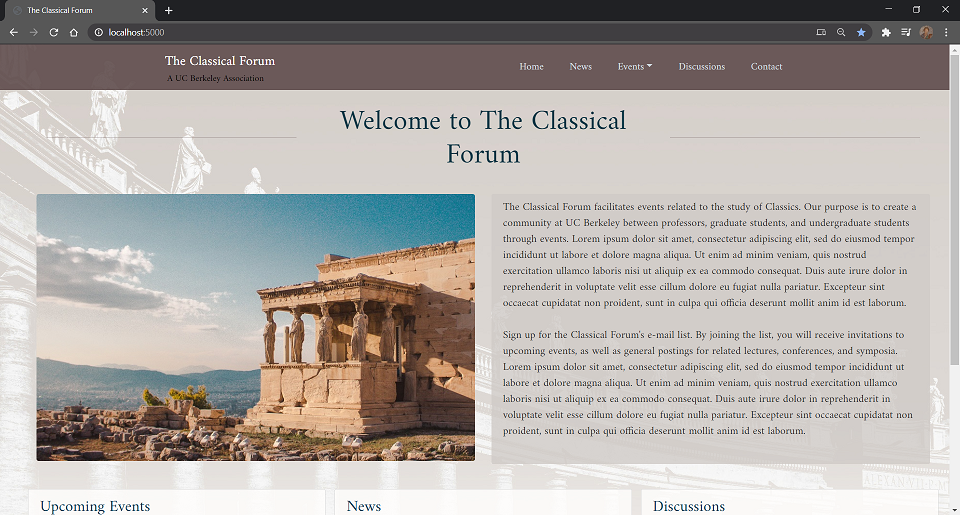 The Classical Forum
localhost:5000
The Classical Forum
A UC Berkeley Association
Home News Events Discussions Contact
Welcome to The Classical
Forum
The Classical Forum facilitates events related to the study of Classics. Our purpose is to create a
community at UC Berkeley between professors, graduate students, and undergraduate students
through events. Lorem ipsum dolor sit amet, consectetur adipiscing elit, sed do eiusmod tempor
incididunt ut labore et dolore magna aliqua. Ut enim ad minim veniam, quis nostrud
exercitation ullamco laboris nisi ut aliquip ex ea commodo consequat. Duis aute irure dolor in
reprehenderit in voluptate velit esse cillum dolore eu fugiat nulla pariatur. Excepteur sint
occaecat cupidatat non proident, sunt in culpa qui officia deserunt mollit anim id est laborum.
Sign up for the Classical Forum's e-mail list. By joining the list, you will receive invitations to
upcoming events, as well as general postings for related lectures, conferences, and symposia.
Lorem ipsum dolor sit amet, consectetur adipiscing elit, sed do eiusmod tempor incididunt ut
labore et dolore magna aliqua. Ut enim ad minim veniam, quis nostrud exercitation ullamco
laboris nisi ut aliquip ex ea commodo consequat. Duis aute irure dolor in reprehenderit in
voluptate velit esse cillum dolore eu fugiat nulla pariatur. Excepteur sint occaecat cupidatat non
proident, sunt in culpa qui officia deserunt mollit anim id est laborum.
Upcoming Events
News
Discussions